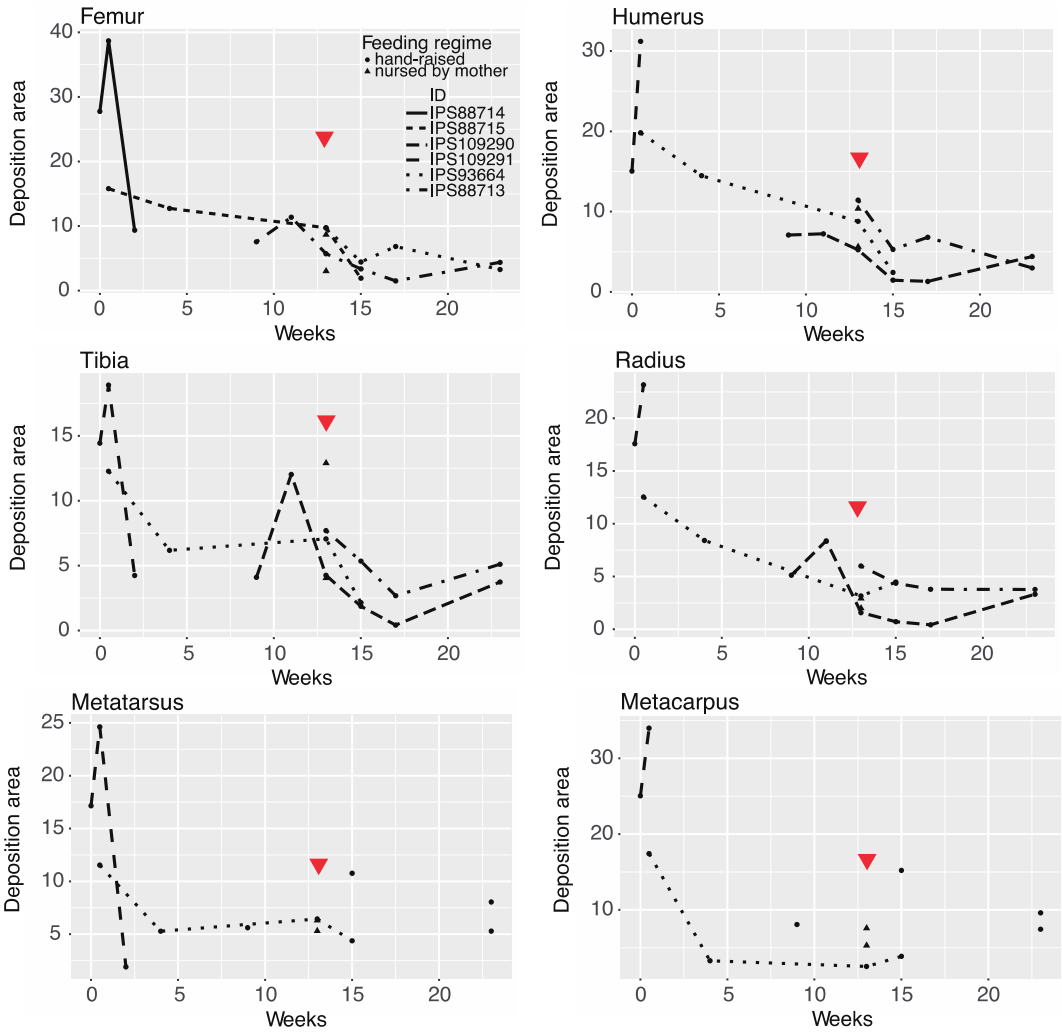 Femur
Deposition area
40
30
20
10
0
0 5 10 15 20
Weeks
Feeding regime
hand-raised
nursed by mother
ID
IPS88714
IPS88715
IPS109290
IPS109291
IPS93664
IPS88713
Humerus
Deposition area
30
20
10
0
0 5 10 15 20
Weeks
Tibia
Deposition area
15
10
5
0
0 5 10 15 20
Weeks
Radius
Deposition area
20
15
10
5
0
0 5 10 15 20
Weeks
Metatarsus
Deposition area
25
20
15
10
5
0 5 10 15 20
Weeks
Metacarpus
Deposition area
30
20
10
0 5 10 15 20
Weeks